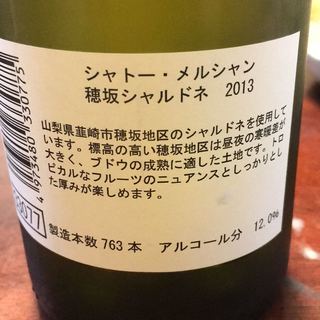 シャトー・メルシャン
穂坂シャルドネ 2013
山梨県韮崎市穂坂地区のシャルドネを使用して
います。標高の高い穂坂地区は昼夜の寒暖差が
大きく、ブドウの成熟に適した土地です。トロ
ピカルなフルーツのニュアンスとしっかりとし
た厚みが楽しめます。
製造本数763本 アルコール分 12.0%
4973480 330775
3077